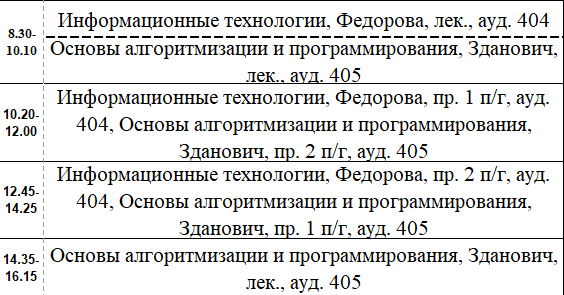 8.30-
10.10
Информационные технологии, Федорова, лек., ауд. 404
Основы алгоритмизации и программирования, Зданович,
лек., ауд. 405
10.20-
12.00
Информационные технологии, Федорова, пр. 1 п/г, ауд.
404, Основы алгоритмизации и программирования,
Зданович, пр. 2 п/г, ауд. 405
12.45-
14.25
Информационные технологии, Федорова, пр. 2 п/г, ауд.
404, Основы алгоритмизации и программирования,
Зданович, пр. 1 п/г, ауд. 405
14.35-
16.15
Основы алгоритмизации и программирования, Зданович,
лек., ауд. 405